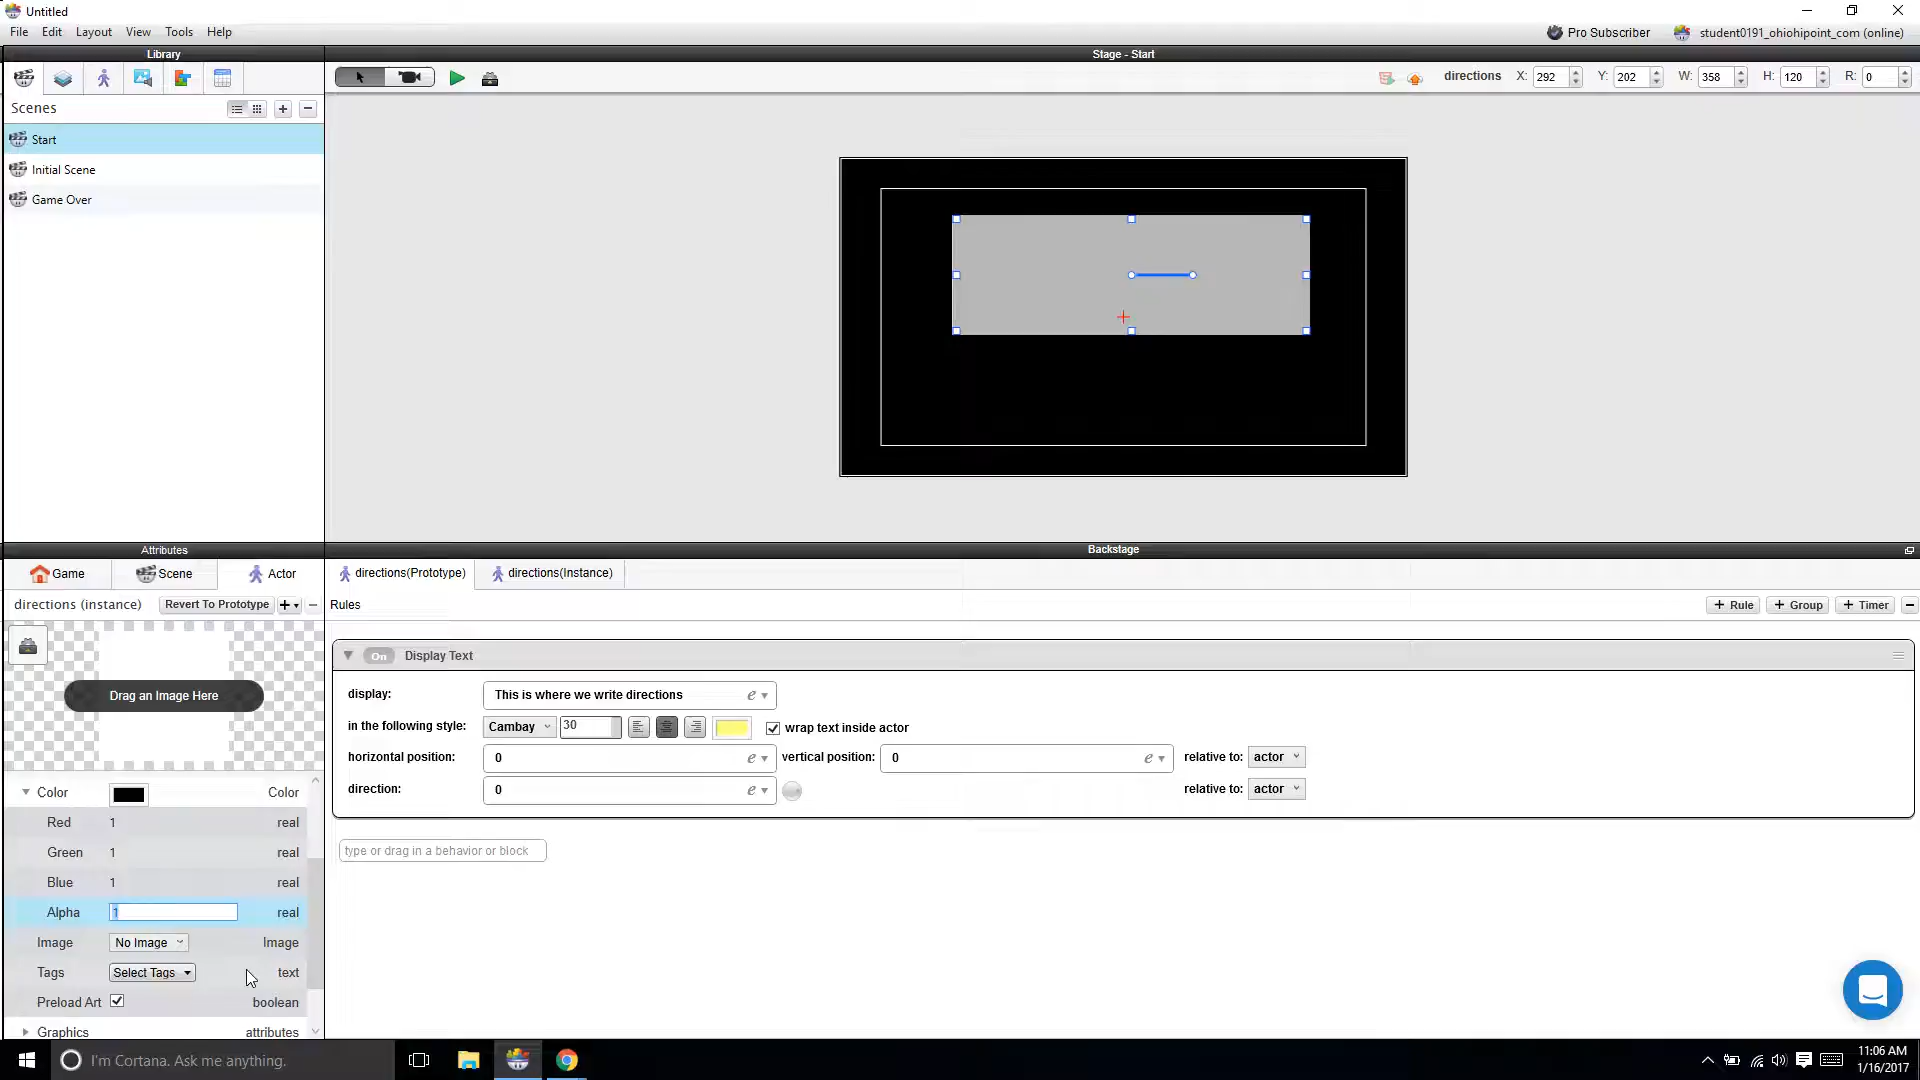 Untitled
File Edit Layout View Tools Help
Pro Subscriber student0191_ohiohipoint_com (online)
Library
Stage - Start
directions X: 292 Y: 202 W: 358 H: 120 R: 0
Scenes
Start
Initial Scene
Game Over
Attributes
Backstage
Game Scene Actor
directions(Prototype) directions(Instance)
directions (instance) Revert To Prototype
Rules
Rule Group Timer
Drag an Image Here
On Display Text
display: This is where we write directions e
in the following style: Cambay 30 wrap text inside actor
horizontal position: 0 e vertical position: 0 e relative to: actor
direction: 0 e relative to: actor
type or drag in a behavior or block
Color Color
Red 1 real
Green 1 real
Blue 1 real
Alpha 1 real
Image No Image Image
Tags Select Tags text
Preload Art boolean
Graphics attributes
I'm Cortana. Ask me anything.
11:06 AM
1/16/2017